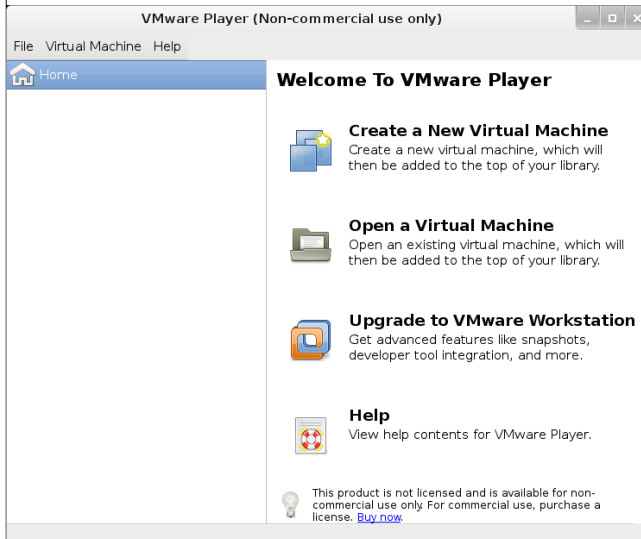 VMware Player (Non-commercial use only)
File Virtual Machine Help
Home
Welcome To VMware Player
Create a New Virtual Machine
Create a new virtual machine, which will
then be added to the top of your library.
Open a Virtual Machine
Open an existing virtual machine, which will
then be added to the top of your library.
Upgrade to VMware Workstation
Get advanced features like snapshots,
developer tool integration, and more.
Help
View help contents for VMware Player.
This product is not licensed and is available for non-
commercial use only. For commercial use, purchase a
license. Buy now.